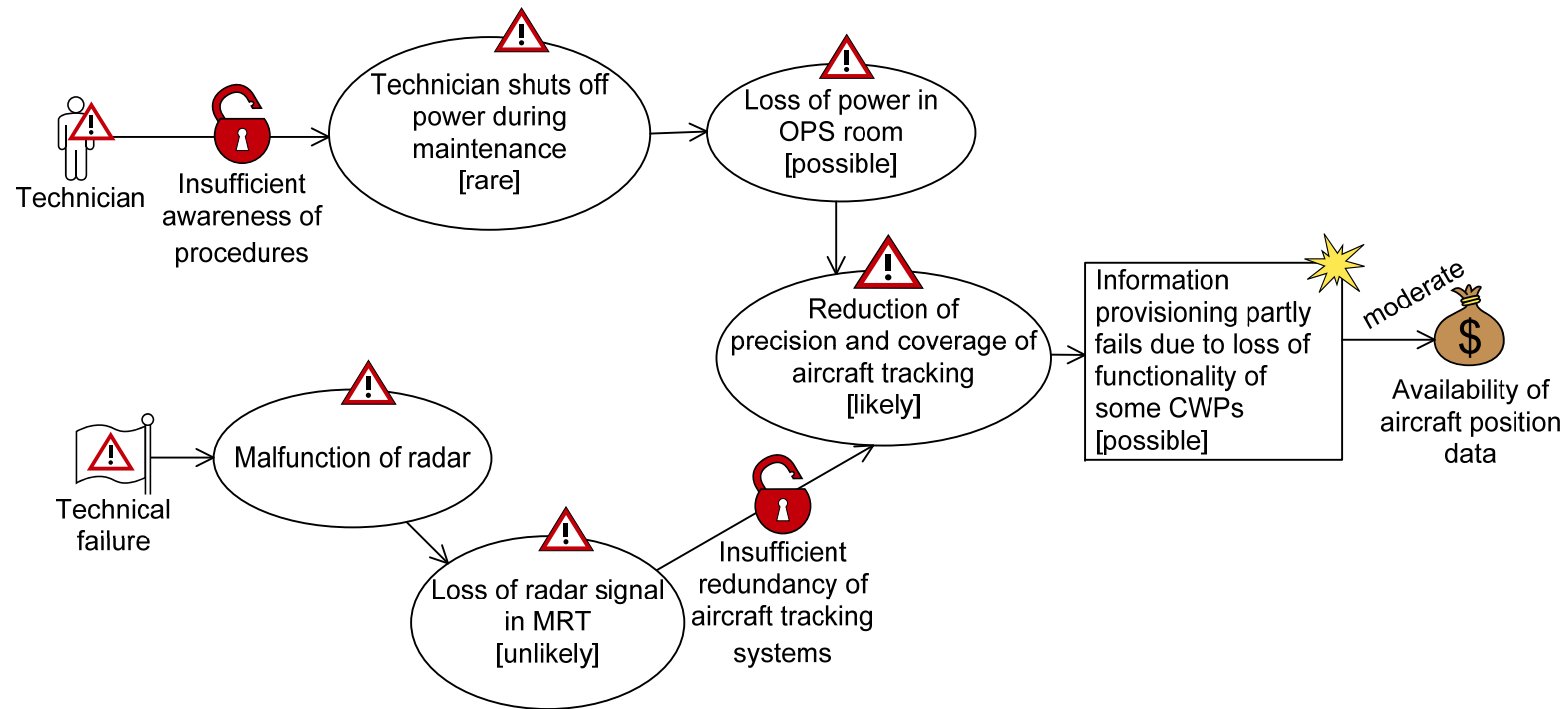 Technician
Insufficient
awareness of
procedures
Technician shuts off
power during
maintenance
[rare]
Loss of power in
OPS room
[possible]
Reduction of
precision and coverage of
aircraft tracking
[likely]
Information
provisioning partly
fails due to loss of
functionality of
some CWPs
[possible]
moderate
$
Availability of
aircraft position
data
Technical
failure
Malfunction of radar
Loss of radar signal
in MRT
[unlikely]
Insufficient
redundancy of
aircraft tracking
systems